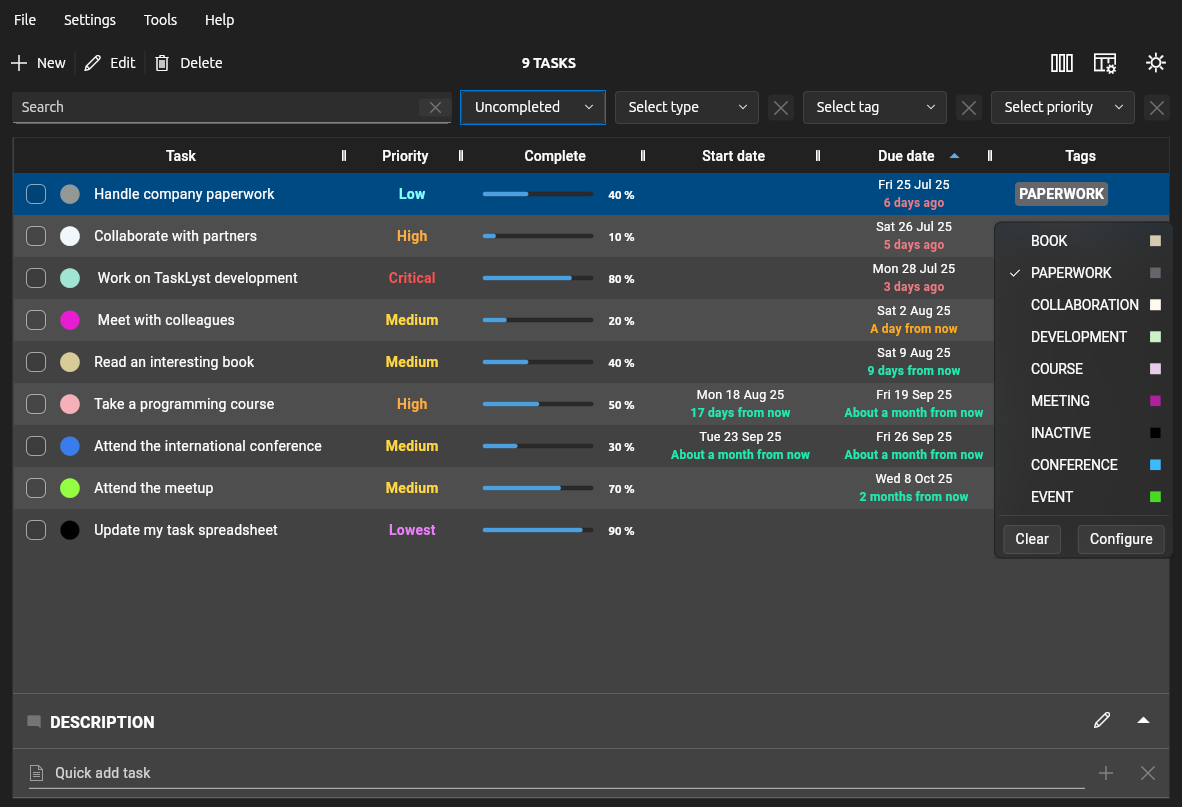 File Settings Tools Help
New Edit Delete 9 TASKS
Search Uncompleted Select type Select tag Select priority
Task Priority Complete Start date Due date Tags
Handle company paperwork Low 40 % Fri 25 Jul 25 PAPERWORK
6 days ago
Collaborate with partners High 10 % Sat 26 Jul 25
5 days ago
Work on TaskLyst development Critical 80 % Mon 28 Jul 25
3 days ago
Meet with colleagues Medium 20 % Sat 2 Aug 25
A day from now
Read an interesting book Medium 40 % Sat 9 Aug 25
9 days from now
Take a programming course High 50 % Mon 18 Aug 25 Fri 19 Sep 25
17 days from now About a month from now
Attend the international conference Medium 30 % Tue 23 Sep 25 Fri 26 Sep 25
About a month from now About a month from now
Attend the meetup Medium 70 % Wed 8 Oct 25
2 months from now
Update my task spreadsheet Lowest 90 %
BOOK
PAPERWORK
COLLABORATION
DEVELOPMENT
COURSE
MEETING
INACTIVE
CONFERENCE
EVENT
Clear Configure
DESCRIPTION
Quick add task